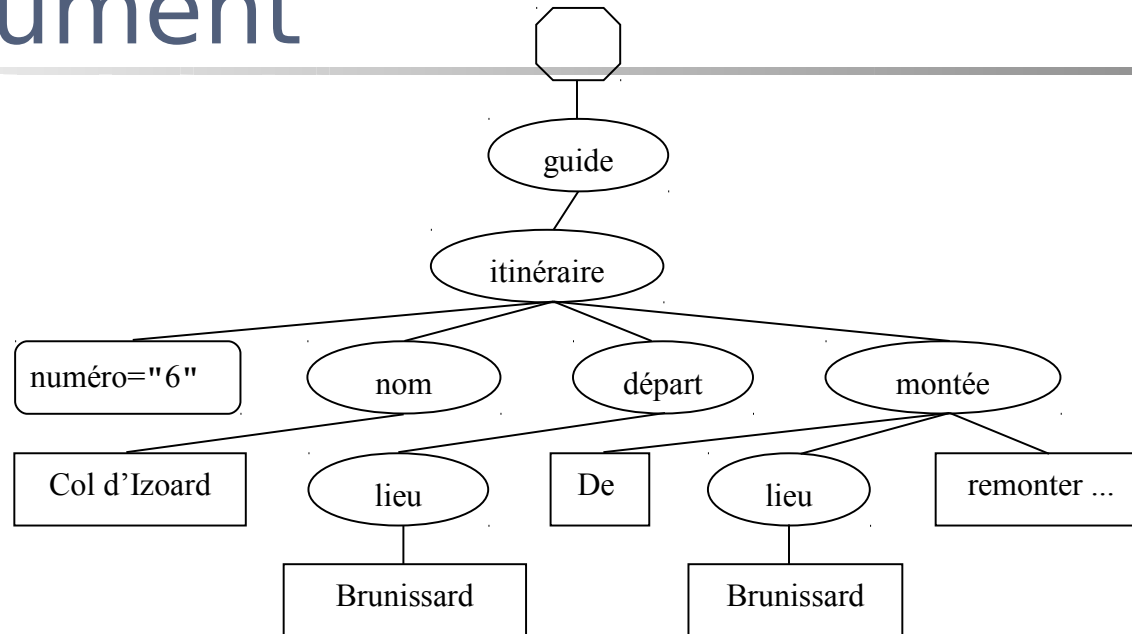 ument
guide
itinéraire
numéro="6"
nom
départ
montée
Col d’Izoard
lieu
De
lieu
remonter ...
Brunissard
Brunissard